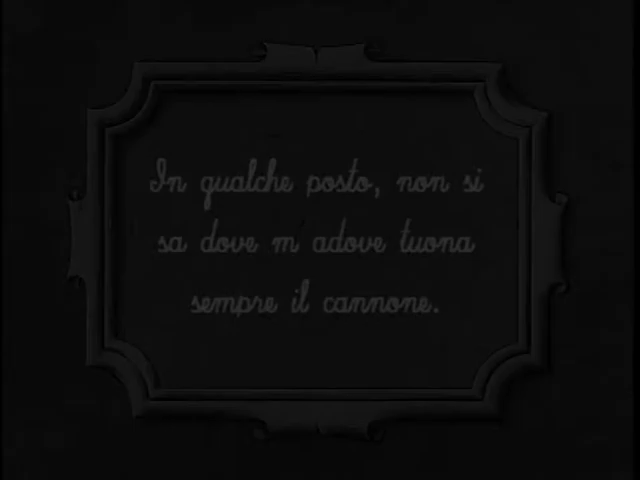 In qualche posto, non si
sa dove m' adove tuona
sempre il cannone.